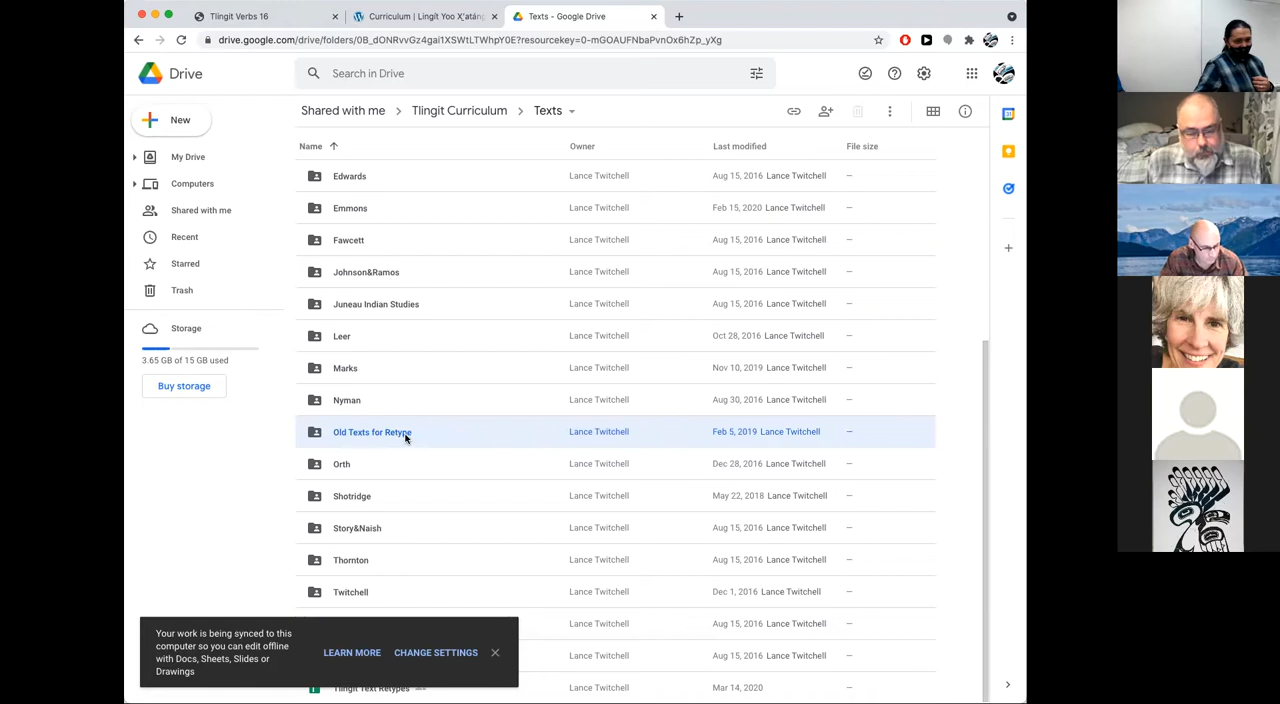 Tlingit Verbs 16
Curriculum | Lingít Yoo X̱ʼatán
Texts - Google Drive
drive.google.com/drive/folders/0B_dONRvvGz4gai1XSWtLTWhpY0E?resourcekey=0-mGOAUFNbaPvnOx6hZp_yXg
Drive
Search in Drive
New
Shared with me > Tlingit Curriculum > Texts
My Drive
Computers
Shared with me
Recent
Starred
Trash
Storage
3.65 GB of 15 GB used
Buy storage
Name Owner Last modified File size
Edwards Lance Twitchell Aug 15, 2016 Lance Twitchell —
Emmons Lance Twitchell Feb 15, 2020 Lance Twitchell —
Fawcett Lance Twitchell Aug 15, 2016 Lance Twitchell —
Johnson&Ramos Lance Twitchell Aug 15, 2016 Lance Twitchell —
Juneau Indian Studies Lance Twitchell Aug 15, 2016 Lance Twitchell —
Leer Lance Twitchell Oct 28, 2016 Lance Twitchell —
Marks Lance Twitchell Nov 10, 2019 Lance Twitchell —
Nyman Lance Twitchell Aug 30, 2016 Lance Twitchell —
Old Texts for Retype Lance Twitchell Feb 5, 2019 Lance Twitchell —
Orth Lance Twitchell Dec 28, 2016 Lance Twitchell —
Shotridge Lance Twitchell May 22, 2018 Lance Twitchell —
Story&Naish Lance Twitchell Aug 15, 2016 Lance Twitchell —
Thornton Lance Twitchell Aug 15, 2016 Lance Twitchell —
Twitchell Lance Twitchell Dec 1, 2016 Lance Twitchell —
Lance Twitchell Aug 15, 2016 Lance Twitchell —
Lance Twitchell Aug 15, 2016 Lance Twitchell —
Tlingit Text Retypes Lance Twitchell Mar 14, 2020 —
Your work is being synced to this
computer so you can edit offline
with Docs, Sheets, Slides or
Drawings
LEARN MORE CHANGE SETTINGS